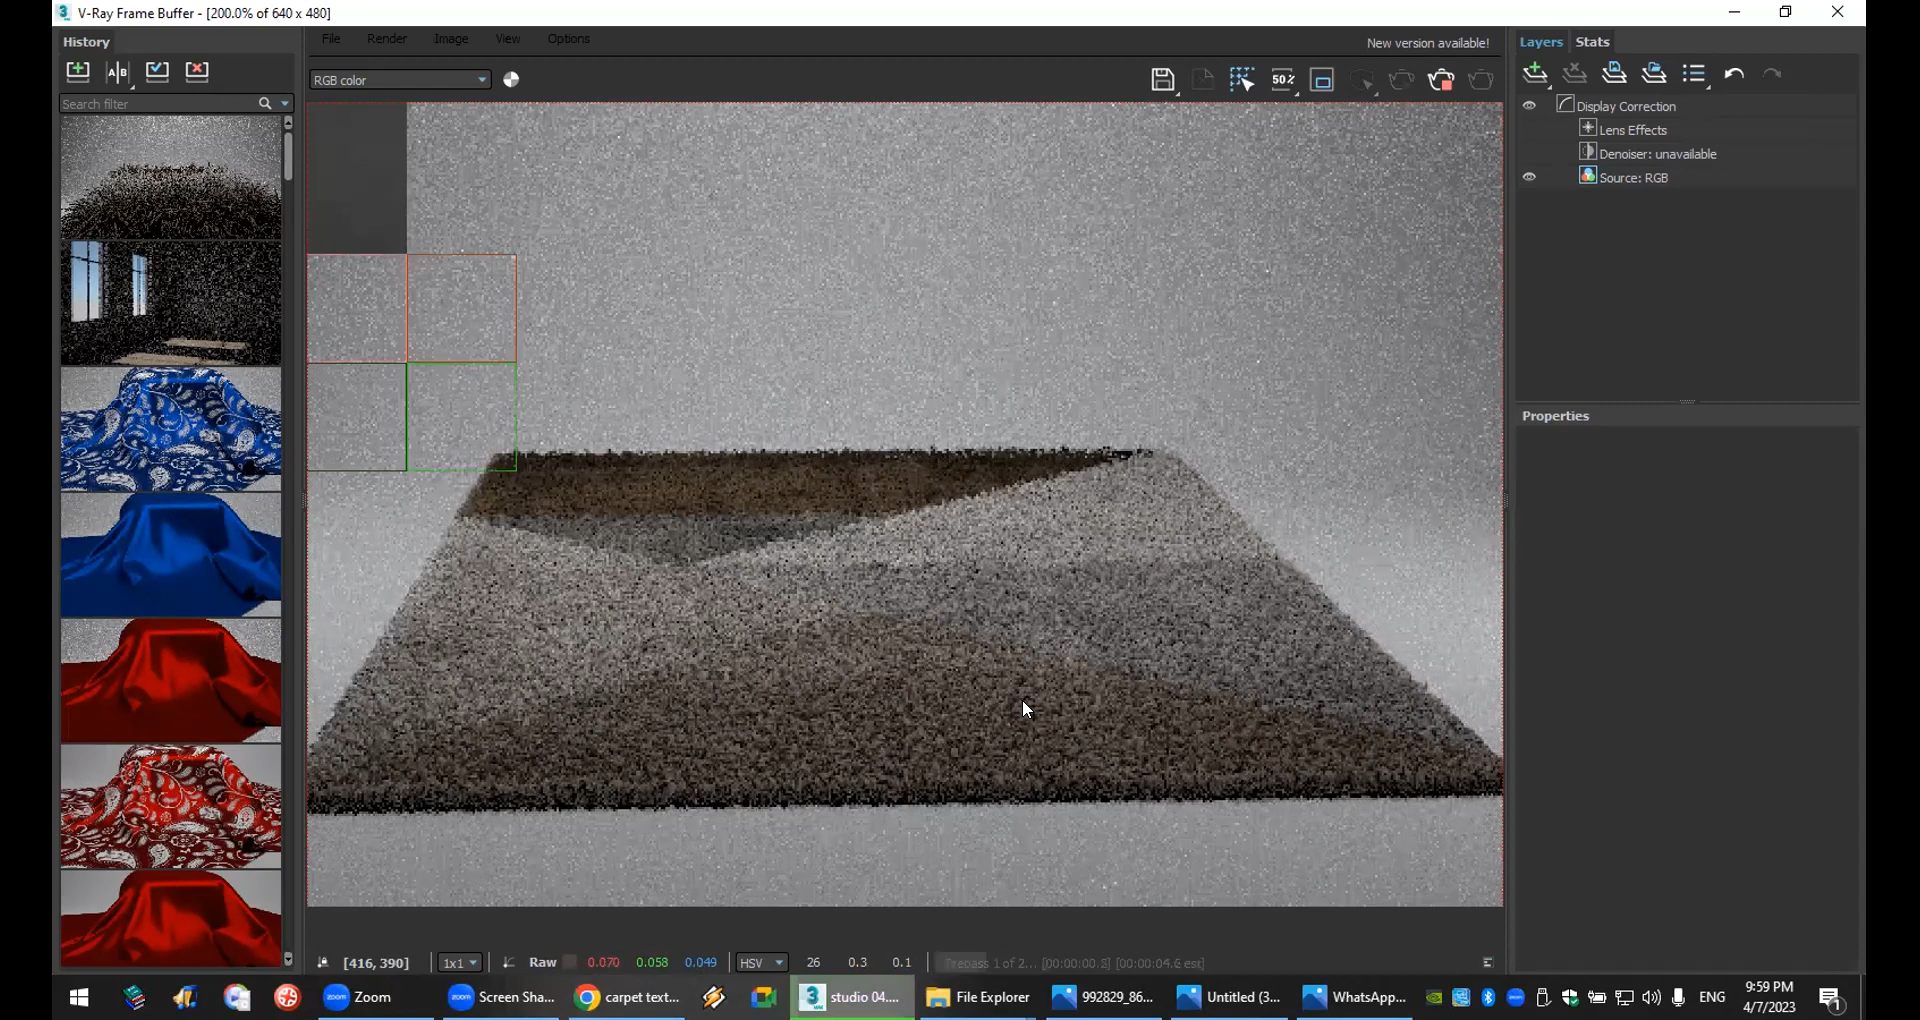 V-Ray Frame Buffer - [200.0% of 640 x 480]
History
File Render Image View Options
New version available!
Layers Stats
A|B
RGB color
50%
Search filter
Display Correction
Lens Effects
Denoiser: unavailable
Source: RGB
Properties
[416, 390]
1x1
Raw 0.070 0.058 0.049
HSV 26 0.3 0.1
Prepass 1 of 2... [00:00:00.2] [00:00:04.6 est]
Zoom
Screen Sha...
carpet text...
studio 04....
File Explorer
992829_86...
Untitled (3...
WhatsApp...
ENG
9:59 PM
4/7/2023
1